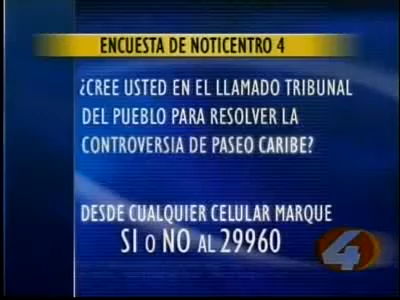 ENCUESTA DE NOTICENTRO 4
¿CREE USTED EN EL LLAMADO TRIBUNAL
DEL PUEBLO PARA RESOLVER LA
CONTROVERSIA DE PASEO CARIBE?
DESDE CUALQUIER CELULAR MARQUE
SI O NO AL 29960
4